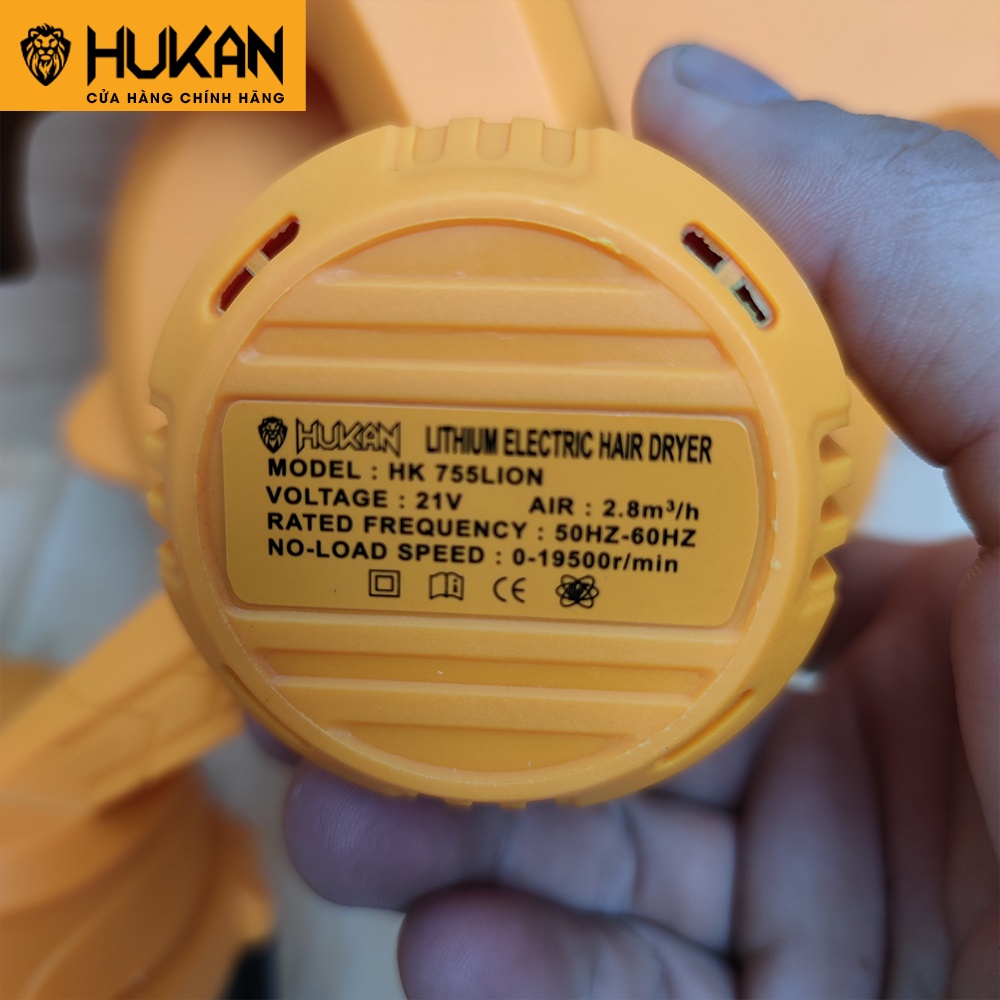 HUKAN
CỬA HÀNG CHÍNH HÃNG
HUKAN LITHIUM ELECTRIC HAIR DRYER
MODEL : HK 755LION
VOLTAGE : 21V AIR : 2.8m³/h
RATED FREQUENCY : 50HZ-60HZ
NO-LOAD SPEED : 0-19500r/min
CE